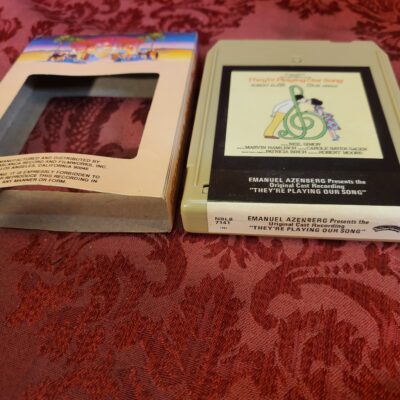 MANUFACTURED AND DISTRIBUTED BY
RECORD AND FILMWORKS, INC.
LOS ANGELES, CALIFORNIA 90046
IT IS EXPRESSLY FORBIDDEN TO
REPRODUCE THIS RECORDING IN
ANY MANNER OR FORM.
They're Playing Our Song
ROBERT KLEIN LUCIE ARNAZ
NEIL SIMON
MARVIN HAMLISCH CAROLE BAYER SAGER
PATRICIA BIRCH ROBERT MOORE
EMANUEL AZENBERG Presents the
Original Cast Recording
"THEY'RE PLAYING OUR SONG"
NBL8
7141
EMANUEL AZENBERG Presents the
Original Cast Recording
"THEY'RE PLAYING OUR SONG"